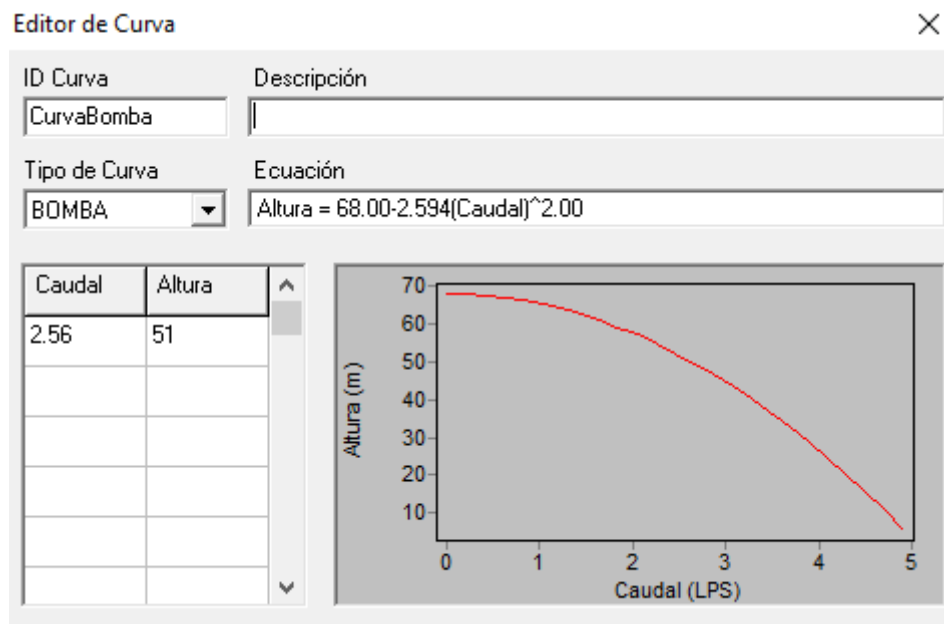 Editor de Curva
ID Curva Descripción
CurvaBomba
Tipo de Curva Ecuación
BOMBA Altura = 68.00-2.594(Caudal)^2.00
Caudal Altura
2.56 51
70
60
50
40
30
20
10
Altura (m)
0 1 2 3 4 5
Caudal (LPS)